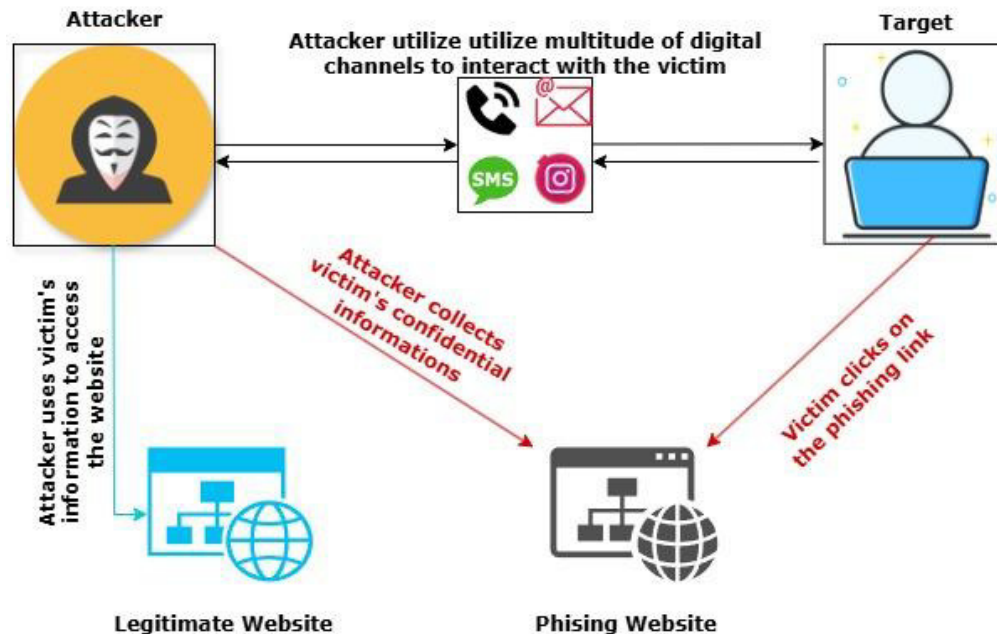 Attacker
Target
Attacker utilize utilize multitude of digital
channels to interact with the victim
@
SMS
Attacker uses victim's
information to access
the website
Attacker collects
victim's confidential
informations
Victim clicks on
the phishing link
Legitimate Website
Phising Website